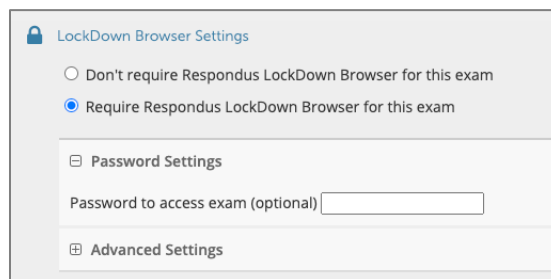 LockDown Browser Settings
Don't require Respondus LockDown Browser for this exam
Require Respondus LockDown Browser for this exam
Password Settings
Password to access exam (optional)
Advanced Settings